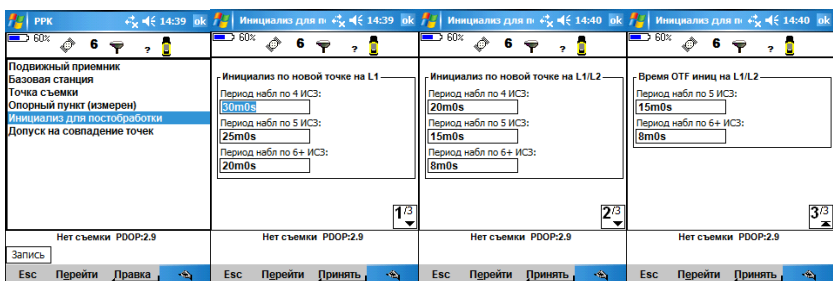 PPK 14:39 ok
60% 6 ?
Подвижный приемник
Базовая станция
Точка съемки
Опорный пункт (измерен)
Инициализ для постобработки
Допуск на совпадение точек
Нет съемки PDOP:2.9
Запись
Esc Перейти Правка
Инициализ для п 14:39 ok
60% 6 ?
Инициализ по новой точке на L1
Период набл по 4 ИСЗ:
30m0s
Период набл по 5 ИСЗ:
25m0s
Период набл по 6+ ИСЗ:
20m0s
1/3
Нет съемки PDOP:2.9
Esc Перейти Принять
Инициализ для п 14:40 ok
60% 6 ?
Инициализ по новой точке на L1/L2
Период набл по 4 ИСЗ:
20m0s
Период набл по 5 ИСЗ:
15m0s
Период набл по 6+ ИСЗ:
8m0s
2/3
Нет съемки PDOP:2.9
Esc Перейти Принять
Инициализ для п 14:40 ok
60% 6 ?
Время OTF иниц на L1/L2
Период набл по 5 ИСЗ:
15m0s
Период набл по 6+ ИСЗ:
8m0s
3/3
Нет съемки PDOP:2.9
Esc Перейти Принять